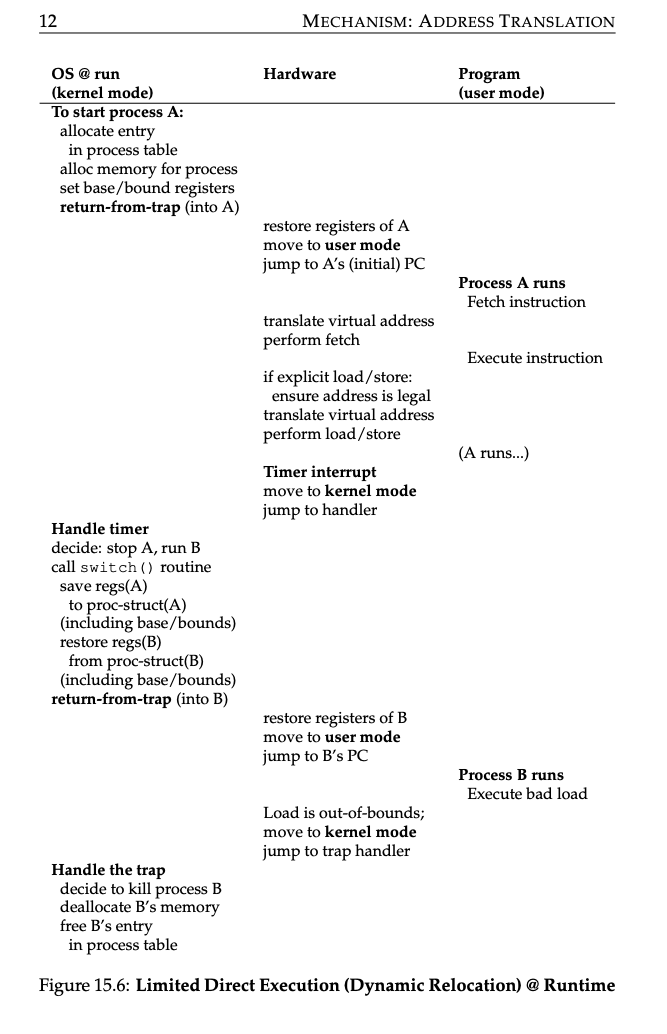 12 MECHANISM: ADDRESS TRANSLATION
OS @ run Hardware Program
(kernel mode) (user mode)
To start process A:
allocate entry
in process table
alloc memory for process
set base/bound registers
return-from-trap (into A)
restore registers of A
move to user mode
jump to A's (initial) PC
Process A runs
Fetch instruction
translate virtual address
perform fetch
Execute instruction
if explicit load/store:
ensure address is legal
translate virtual address
perform load/store
(A runs...)
Timer interrupt
move to kernel mode
jump to handler
Handle timer
decide: stop A, run B
call switch() routine
save regs(A)
to proc-struct(A)
(including base/bounds)
restore regs(B)
from proc-struct(B)
(including base/bounds)
return-from-trap (into B)
restore registers of B
move to user mode
jump to B's PC
Process B runs
Execute bad load
Load is out-of-bounds;
move to kernel mode
jump to trap handler
Handle the trap
decide to kill process B
deallocate B's memory
free B's entry
in process table
Figure 15.6: Limited Direct Execution (Dynamic Relocation) @ Runtime